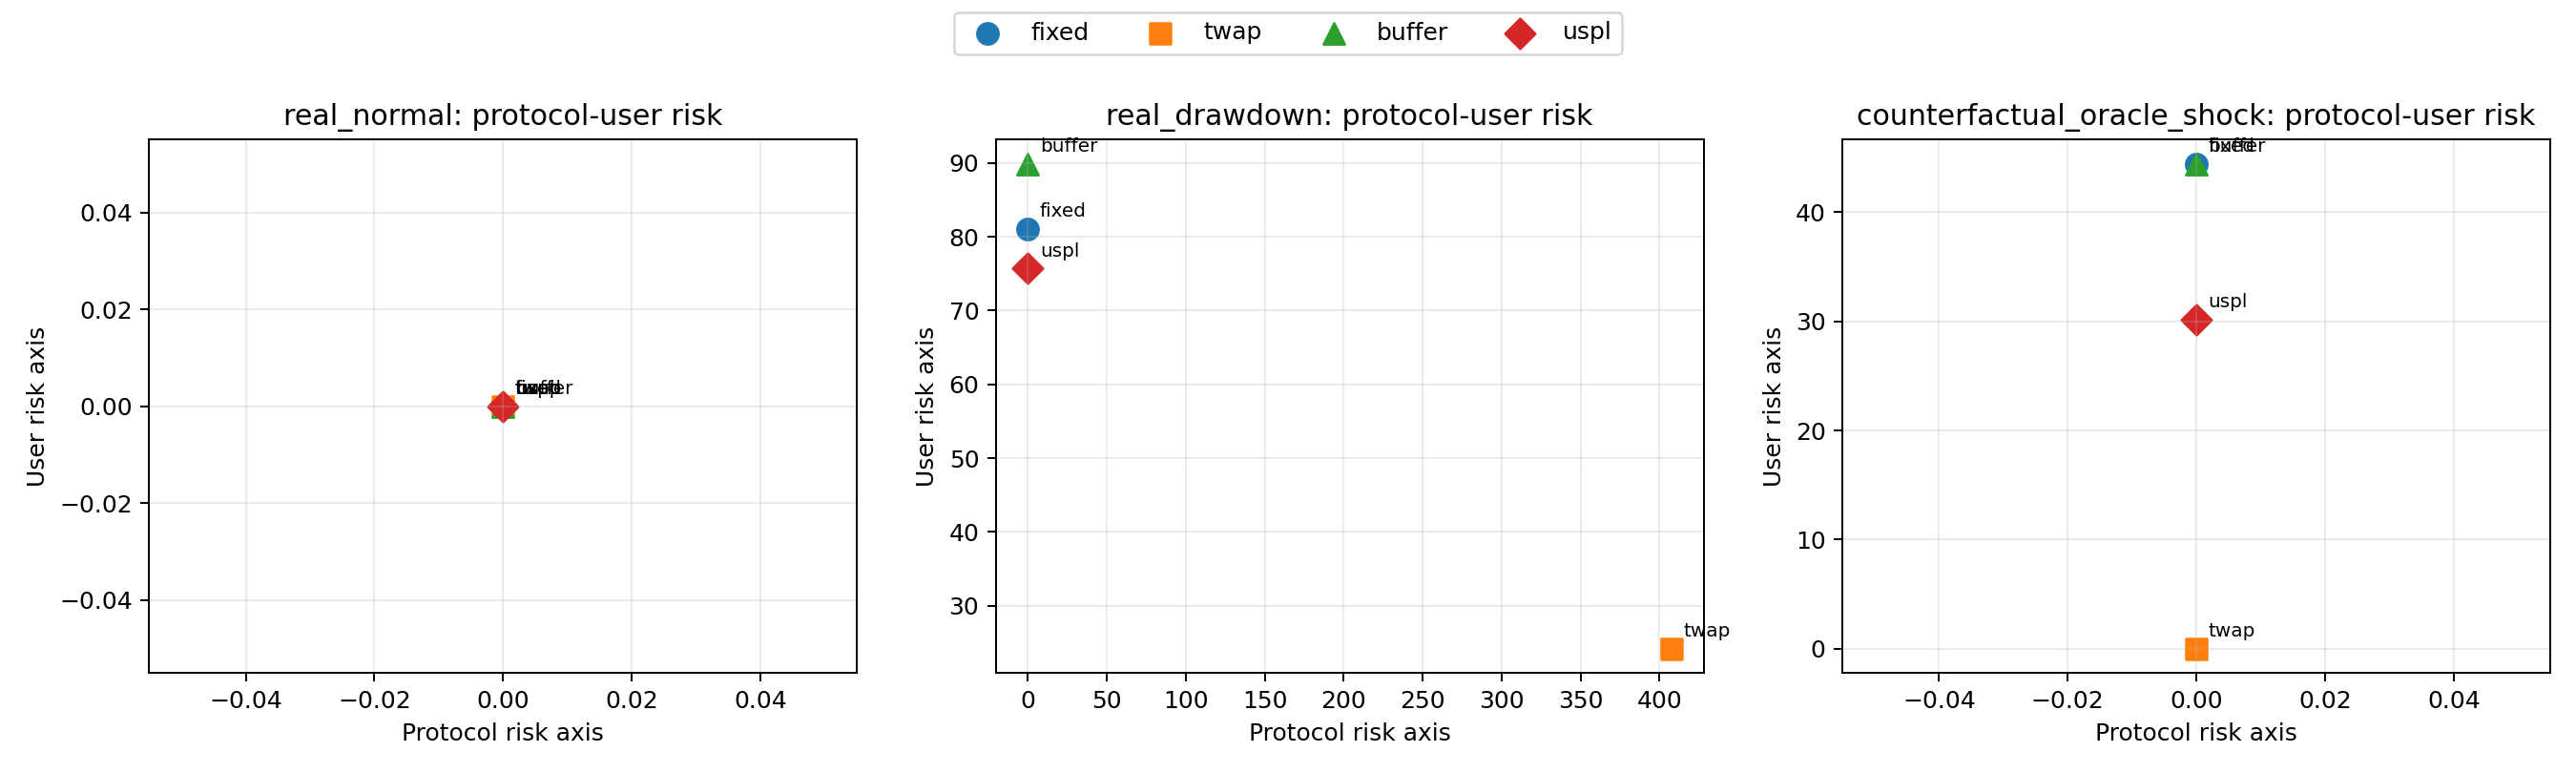 fixed twap buffer uspl
real_normal: protocol-user risk
User risk axis
0.04
0.02
0.00
−0.02
−0.04
−0.04 −0.02 0.00 0.02 0.04
Protocol risk axis
real_drawdown: protocol-user risk
User risk axis
90
80
70
60
50
40
30
buffer
fixed
uspl
twap
0 50 100 150 200 250 300 350 400
Protocol risk axis
counterfactual_oracle_shock: protocol-user risk
User risk axis
40
30
20
10
0
uspl
twap
−0.04 −0.02 0.00 0.02 0.04
Protocol risk axis